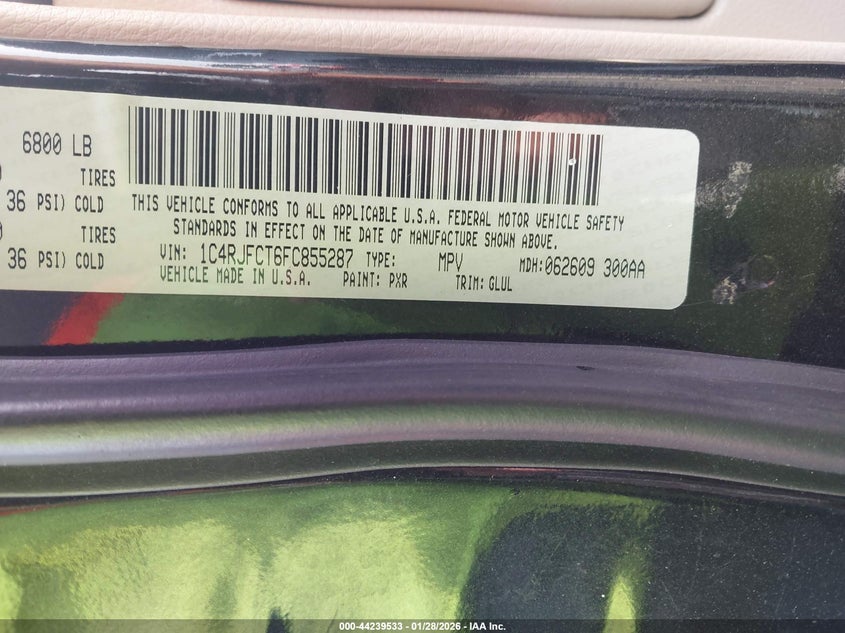 6800 LB
0 TIRES
36 PSI) COLD
0 TIRES
36 PSI) COLD
THIS VEHICLE CONFORMS TO ALL APPLICABLE U.S.A. FEDERAL MOTOR VEHICLE SAFETY
STANDARDS IN EFFECT ON THE DATE OF MANUFACTURE SHOWN ABOVE.
VIN: 1C4RJFCT6FC855287 TYPE: MPV MDH:062609 300AA
VEHICLE MADE IN U.S.A. PAINT: PXR TRIM: GLUL
000-44239533 - 01/28/2026 - IAA Inc.